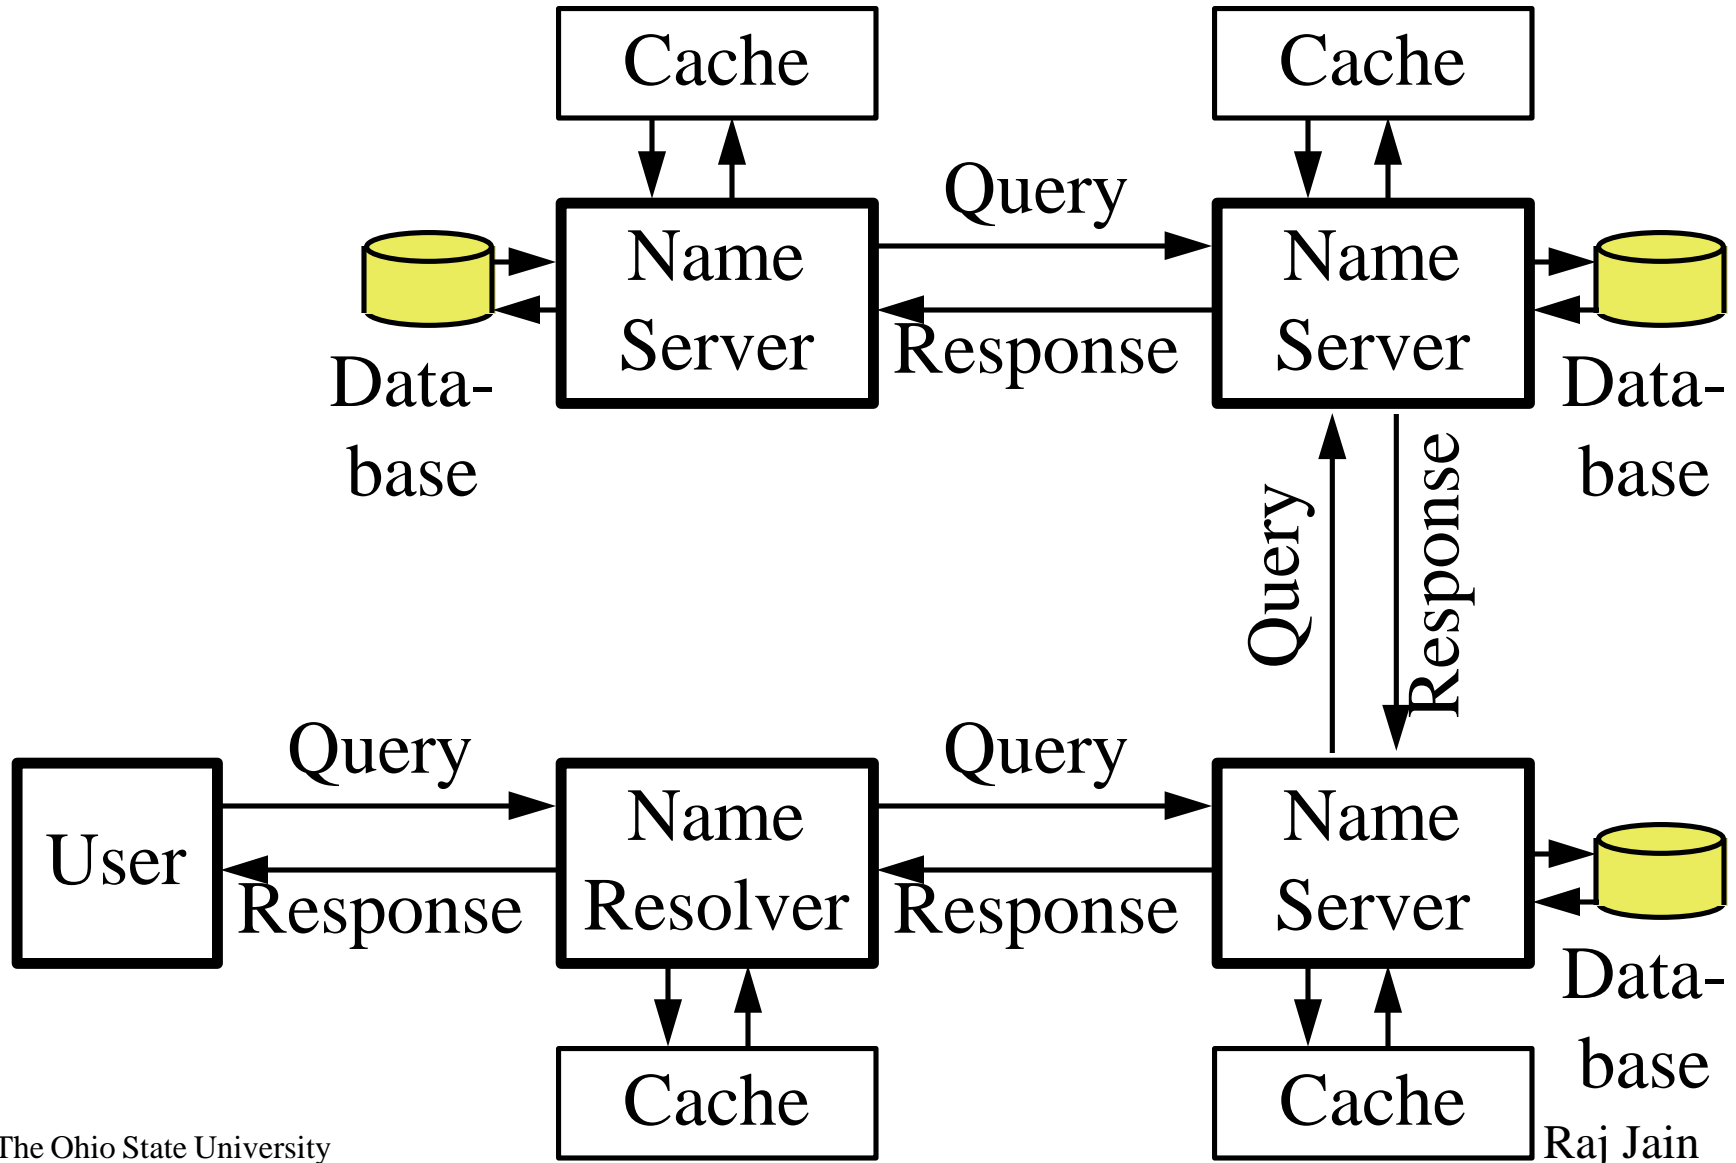 Cache
Cache
Query
Name
Server
Name
Server
Response
Data-
base
Data-
base
Query
Response
Query
Query
User
Name
Resolver
Name
Server
Response
Response
Data-
base
Cache
Cache
The Ohio State University
Raj Jain